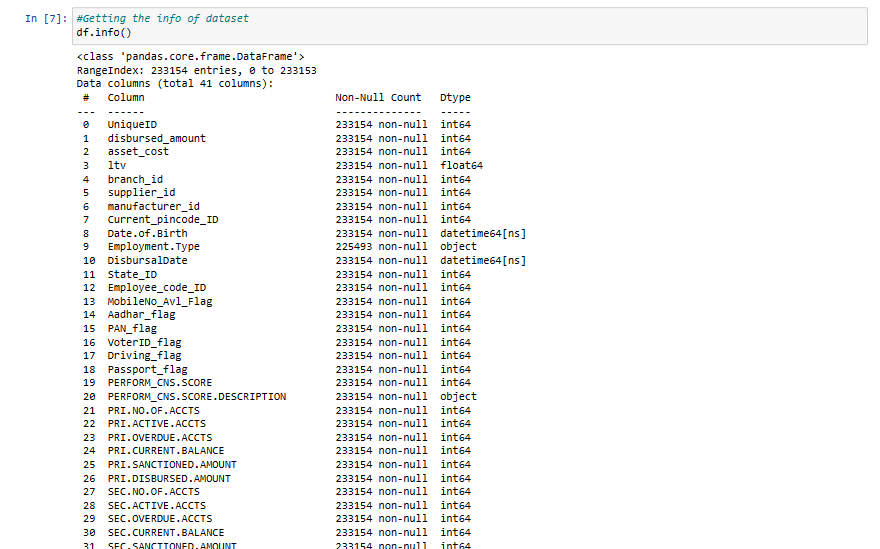 In [7]: #Getting the info of dataset
df.info()
<class 'pandas.core.frame.DataFrame'>
RangeIndex: 233154 entries, 0 to 233153
Data columns (total 41 columns):
# Column Non-Null Count Dtype
--- ------ -------------- -----
0 UniqueID 233154 non-null int64
1 disbursed_amount 233154 non-null int64
2 asset_cost 233154 non-null int64
3 ltv 233154 non-null float64
4 branch_id 233154 non-null int64
5 supplier_id 233154 non-null int64
6 manufacturer_id 233154 non-null int64
7 Current_pincode_ID 233154 non-null int64
8 Date.of.Birth 233154 non-null datetime64[ns]
9 Employment.Type 225493 non-null object
10 DisbursalDate 233154 non-null datetime64[ns]
11 State_ID 233154 non-null int64
12 Employee_code_ID 233154 non-null int64
13 MobileNo_Avl_Flag 233154 non-null int64
14 Aadhar_flag 233154 non-null int64
15 PAN_flag 233154 non-null int64
16 VoterID_flag 233154 non-null int64
17 Driving_flag 233154 non-null int64
18 Passport_flag 233154 non-null int64
19 PERFORM_CNS.SCORE 233154 non-null int64
20 PERFORM_CNS.SCORE.DESCRIPTION 233154 non-null object
21 PRI.NO.OF.ACCTS 233154 non-null int64
22 PRI.ACTIVE.ACCTS 233154 non-null int64
23 PRI.OVERDUE.ACCTS 233154 non-null int64
24 PRI.CURRENT.BALANCE 233154 non-null int64
25 PRI.SANCTIONED.AMOUNT 233154 non-null int64
26 PRI.DISBURSED.AMOUNT 233154 non-null int64
27 SEC.NO.OF.ACCTS 233154 non-null int64
28 SEC.ACTIVE.ACCTS 233154 non-null int64
29 SEC.OVERDUE.ACCTS 233154 non-null int64
30 SEC.CURRENT.BALANCE 233154 non-null int64
31 SEC.SANCTIONED.AMOUNT 233154 non-null int64